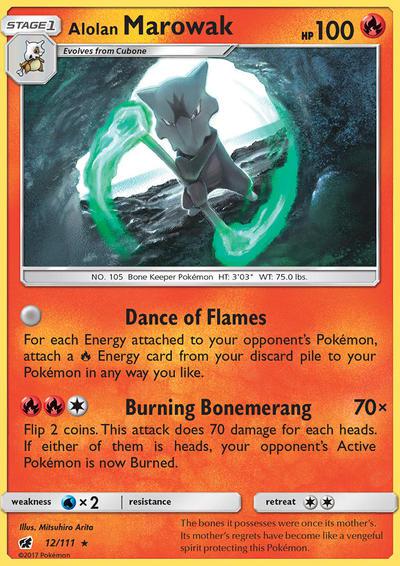 STAGE 1 Alolan Marowak HP 100
Evolves from Cubone
NO. 105 Bone Keeper Pokémon HT: 3'03" WT: 75.0 lbs.
Dance of Flames
For each Energy attached to your opponent's Pokémon,
attach a Energy card from your discard pile to your
Pokémon in any way you like.
Burning Bonemerang 70×
Flip 2 coins. This attack does 70 damage for each heads.
If either of them is heads, your opponent's Active
Pokémon is now Burned.
weakness ×2 resistance retreat
Illus. Mitsuhiro Arita
12/111 ★
©2017 Pokémon
The bones it possesses were once its mother's.
Its mother's regrets have become like a vengeful
spirit protecting this Pokémon.